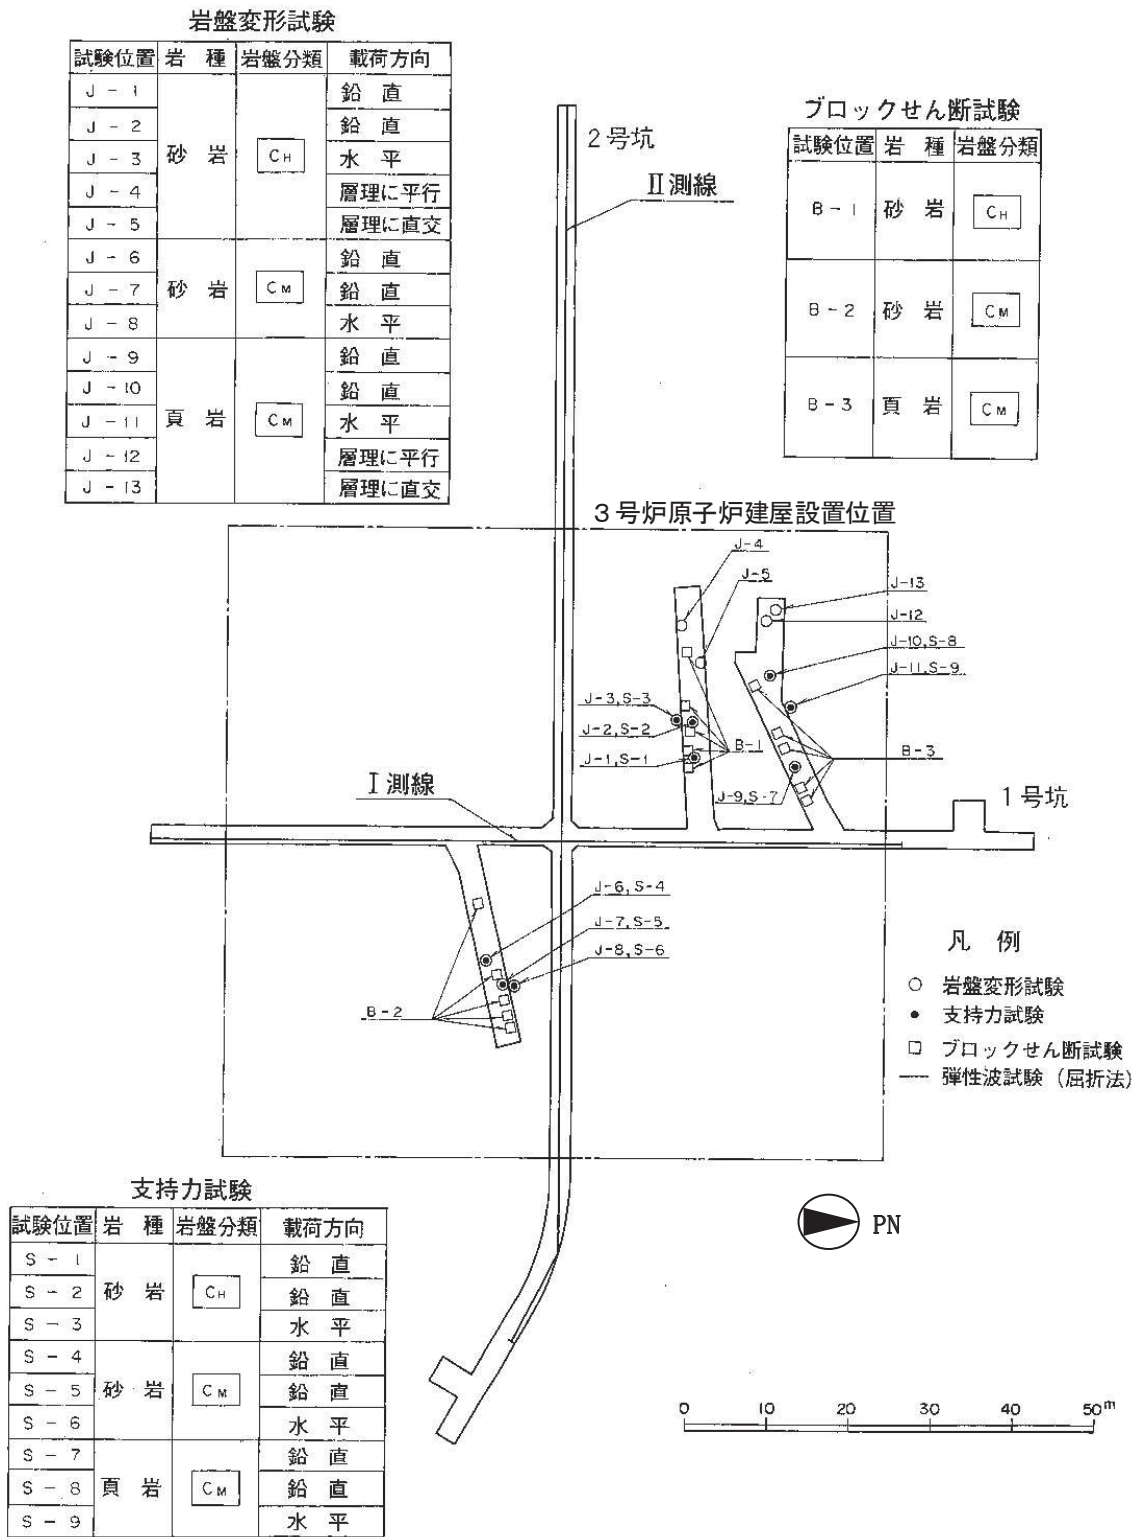 岩盤変形試験
試験位置 岩種 岩盤分類 載荷方向
J-1 砂岩 CH 鉛直
J-2 鉛直
J-3 水平
J-4 層理に平行
J-5 層理に直交
J-6 砂岩 CM 鉛直
J-7 鉛直
J-8 水平
J-9 頁岩 CM 鉛直
J-10 鉛直
J-11 水平
J-12 層理に平行
J-13 層理に直交
ブロックせん断試験
試験位置 岩種 岩盤分類
B-1 砂岩 CH
B-2 砂岩 CM
B-3 頁岩 CM
2号坑
Ⅱ測線
3号炉原子炉建屋設置位置
J-4
J-5
J-13
J-12
J-10,S-8
J-11,S-9
J-3,S-3
J-2,S-2
J-1,S-1
B-1
B-3
J-9,S-7
Ⅰ測線
1号坑
J-6,S-4
J-7,S-5
J-8,S-6
B-2
凡例
○ 岩盤変形試験
● 支持力試験
□ ブロックせん断試験
— 弾性波試験(屈折法)
支持力試験
試験位置 岩種 岩盤分類 載荷方向
S-1 砂岩 CH 鉛直
S-2 鉛直
S-3 水平
S-4 砂岩 CM 鉛直
S-5 鉛直
S-6 水平
S-7 頁岩 CM 鉛直
S-8 鉛直
S-9 水平
PN
0 10 20 30 40 50m